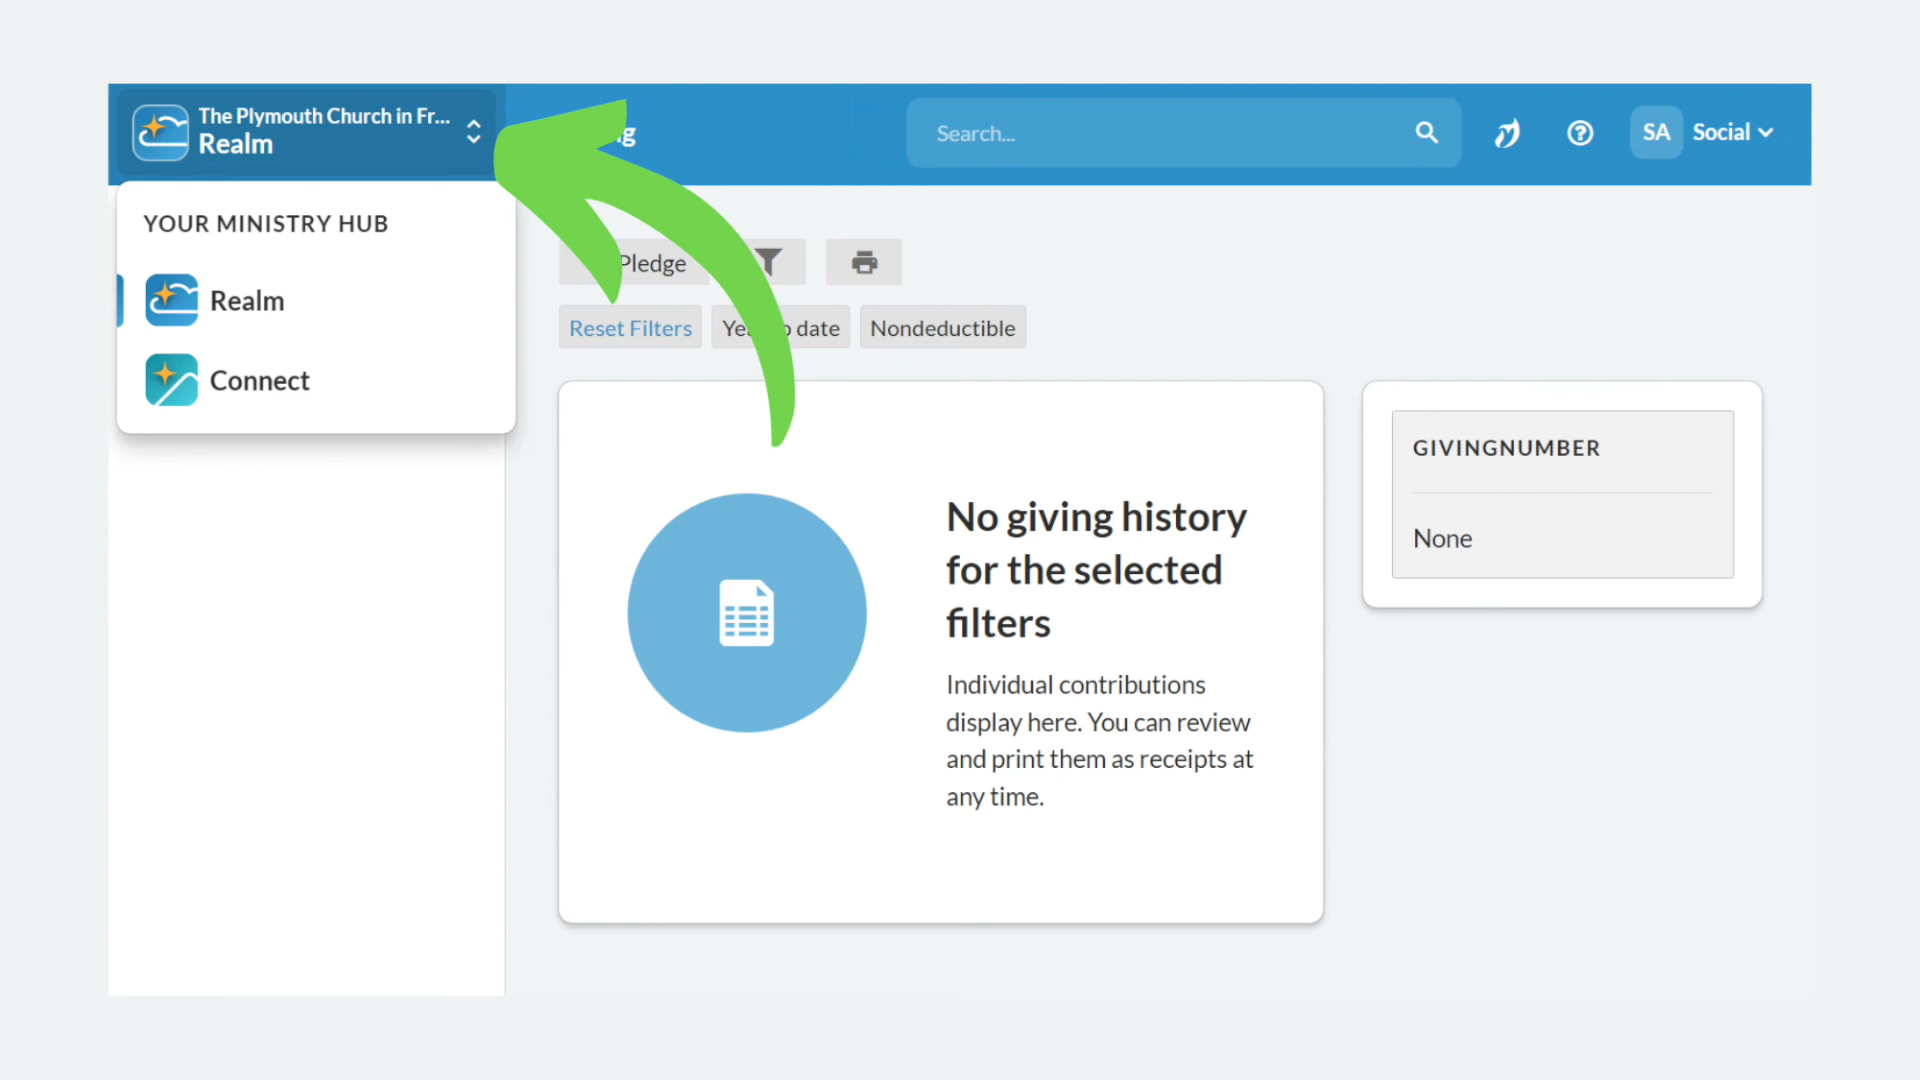 The Plymouth Church in Fr...
Realm
Search...
SA Social
YOUR MINISTRY HUB
Realm
Connect
Pledge
Reset Filters
date
Nondeductible
No giving history
for the selected
filters
Individual contributions
display here. You can review
and print them as receipts at
any time.
GIVINGNUMBER
None